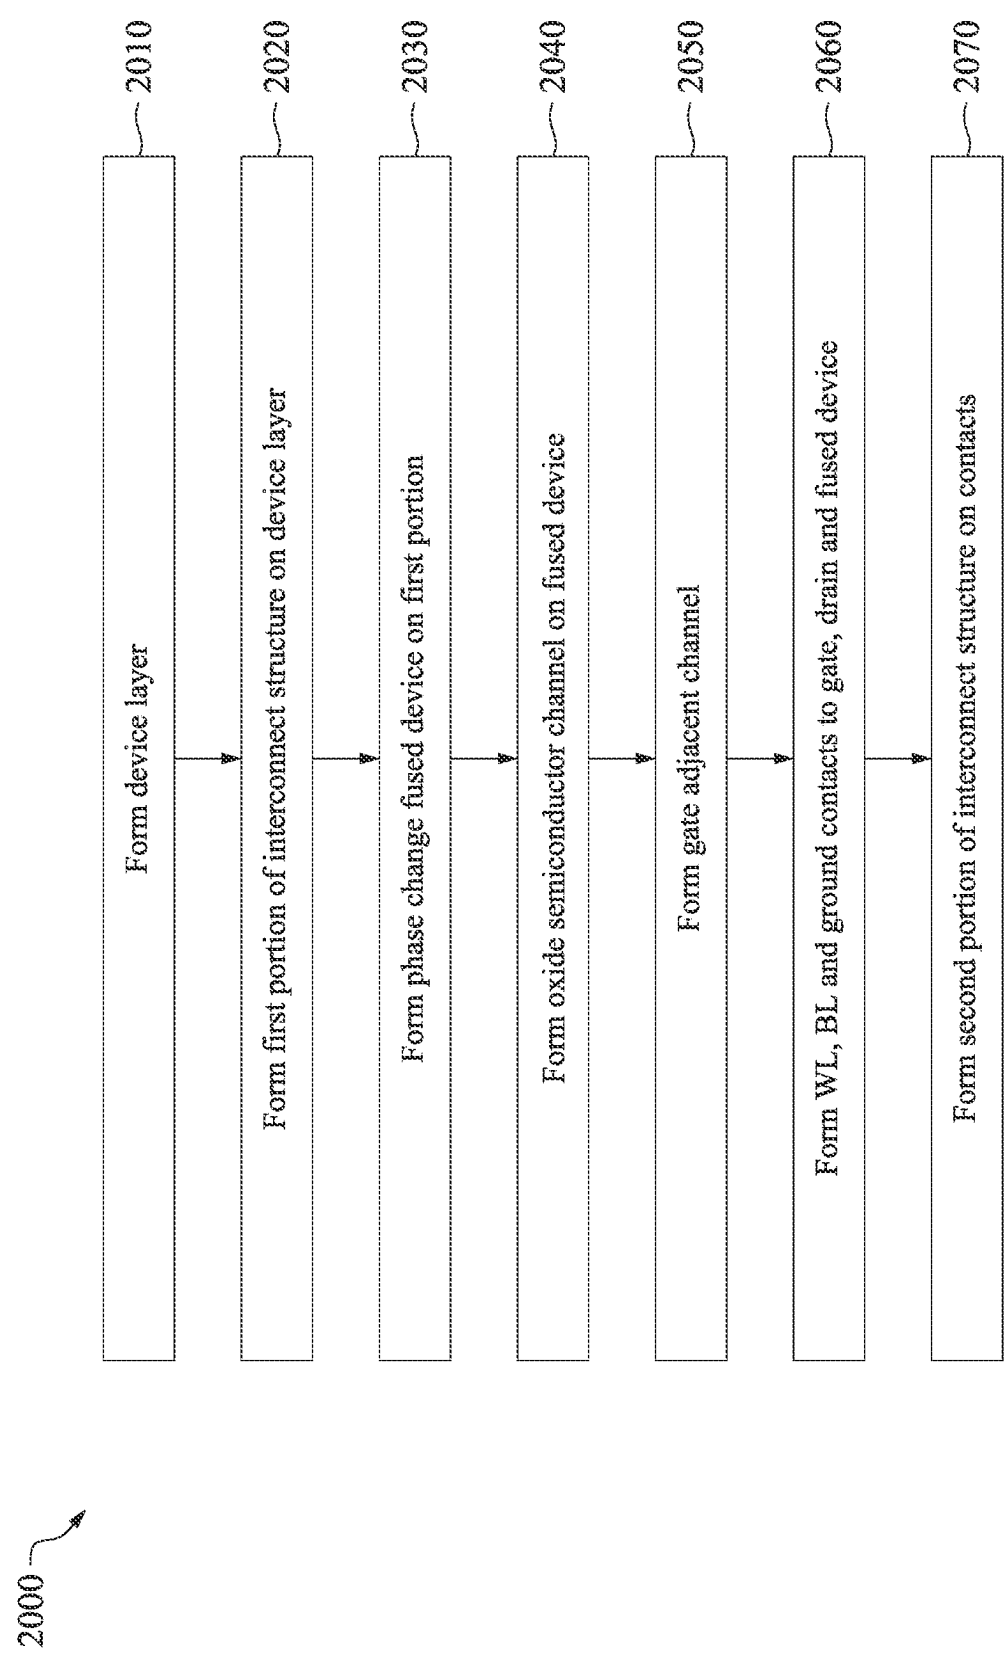 2000
Form device layer
2010
Form first portion of interconnect structure on device layer
2020
Form phase change fused device on first portion
2030
Form oxide semiconductor channel on fused device
2040
Form gate adjacent channel
2050
Form WL, BL and ground contacts to gate, drain and fused device
2060
Form second portion of interconnect structure on contacts
2070